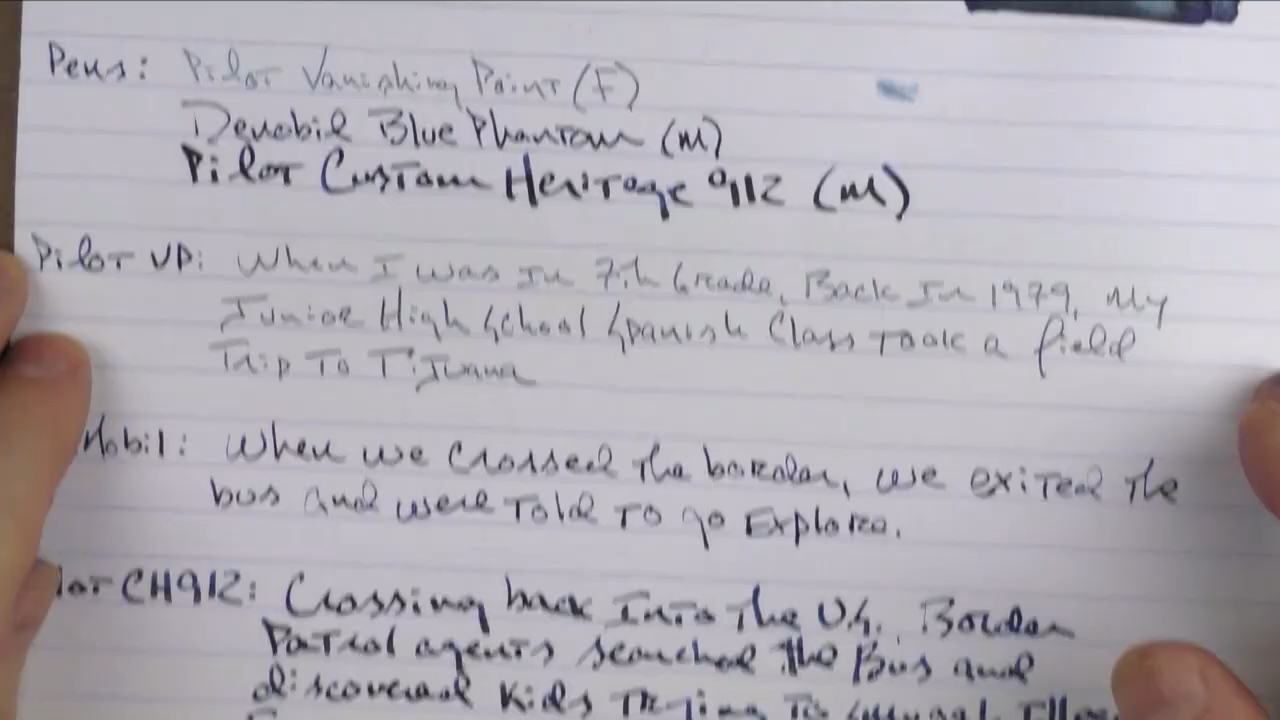 Pens: Pilot Vanishing Point (F)
Denobil Blue Phantom (M)
Pilot Custom Heritage 912 (M)
Pilot VP: When I was In 7th Grade, Back In 1979, My
Junior High School Spanish Class Took a field
Trip To Tijuana
Mobil: When we crossed The border, we exited The
bus and were Told To go Explore.
lot CH912: Crossing back Into The U.S., Border
Patrol agents searched The Bus and
discovered Kids Trying To